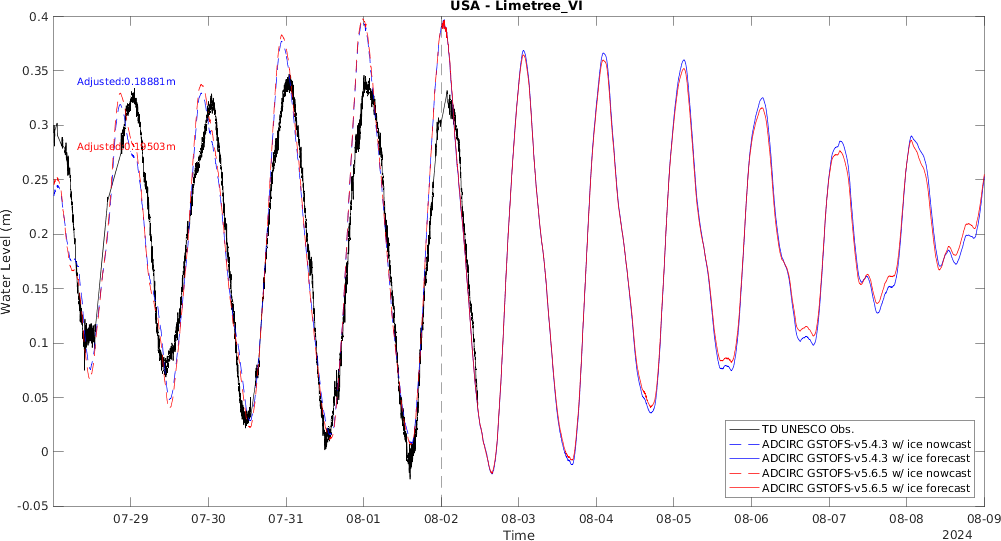 USA - Limetree_VI
0.4
0.35
0.3
0.25
0.2
0.15
0.1
0.05
0
-0.05
Water Level (m)
Adjusted:0.18881m
Adjusted:0.19503m
TD UNESCO Obs.
ADCIRC GSTOFS-v5.4.3 w/ ice nowcast
ADCIRC GSTOFS-v5.4.3 w/ ice forecast
ADCIRC GSTOFS-v5.6.5 w/ ice nowcast
ADCIRC GSTOFS-v5.6.5 w/ ice forecast
07-29 07-30 07-31 08-01 08-02 08-03 08-04 08-05 08-06 08-07 08-08 08-09
Time
2024